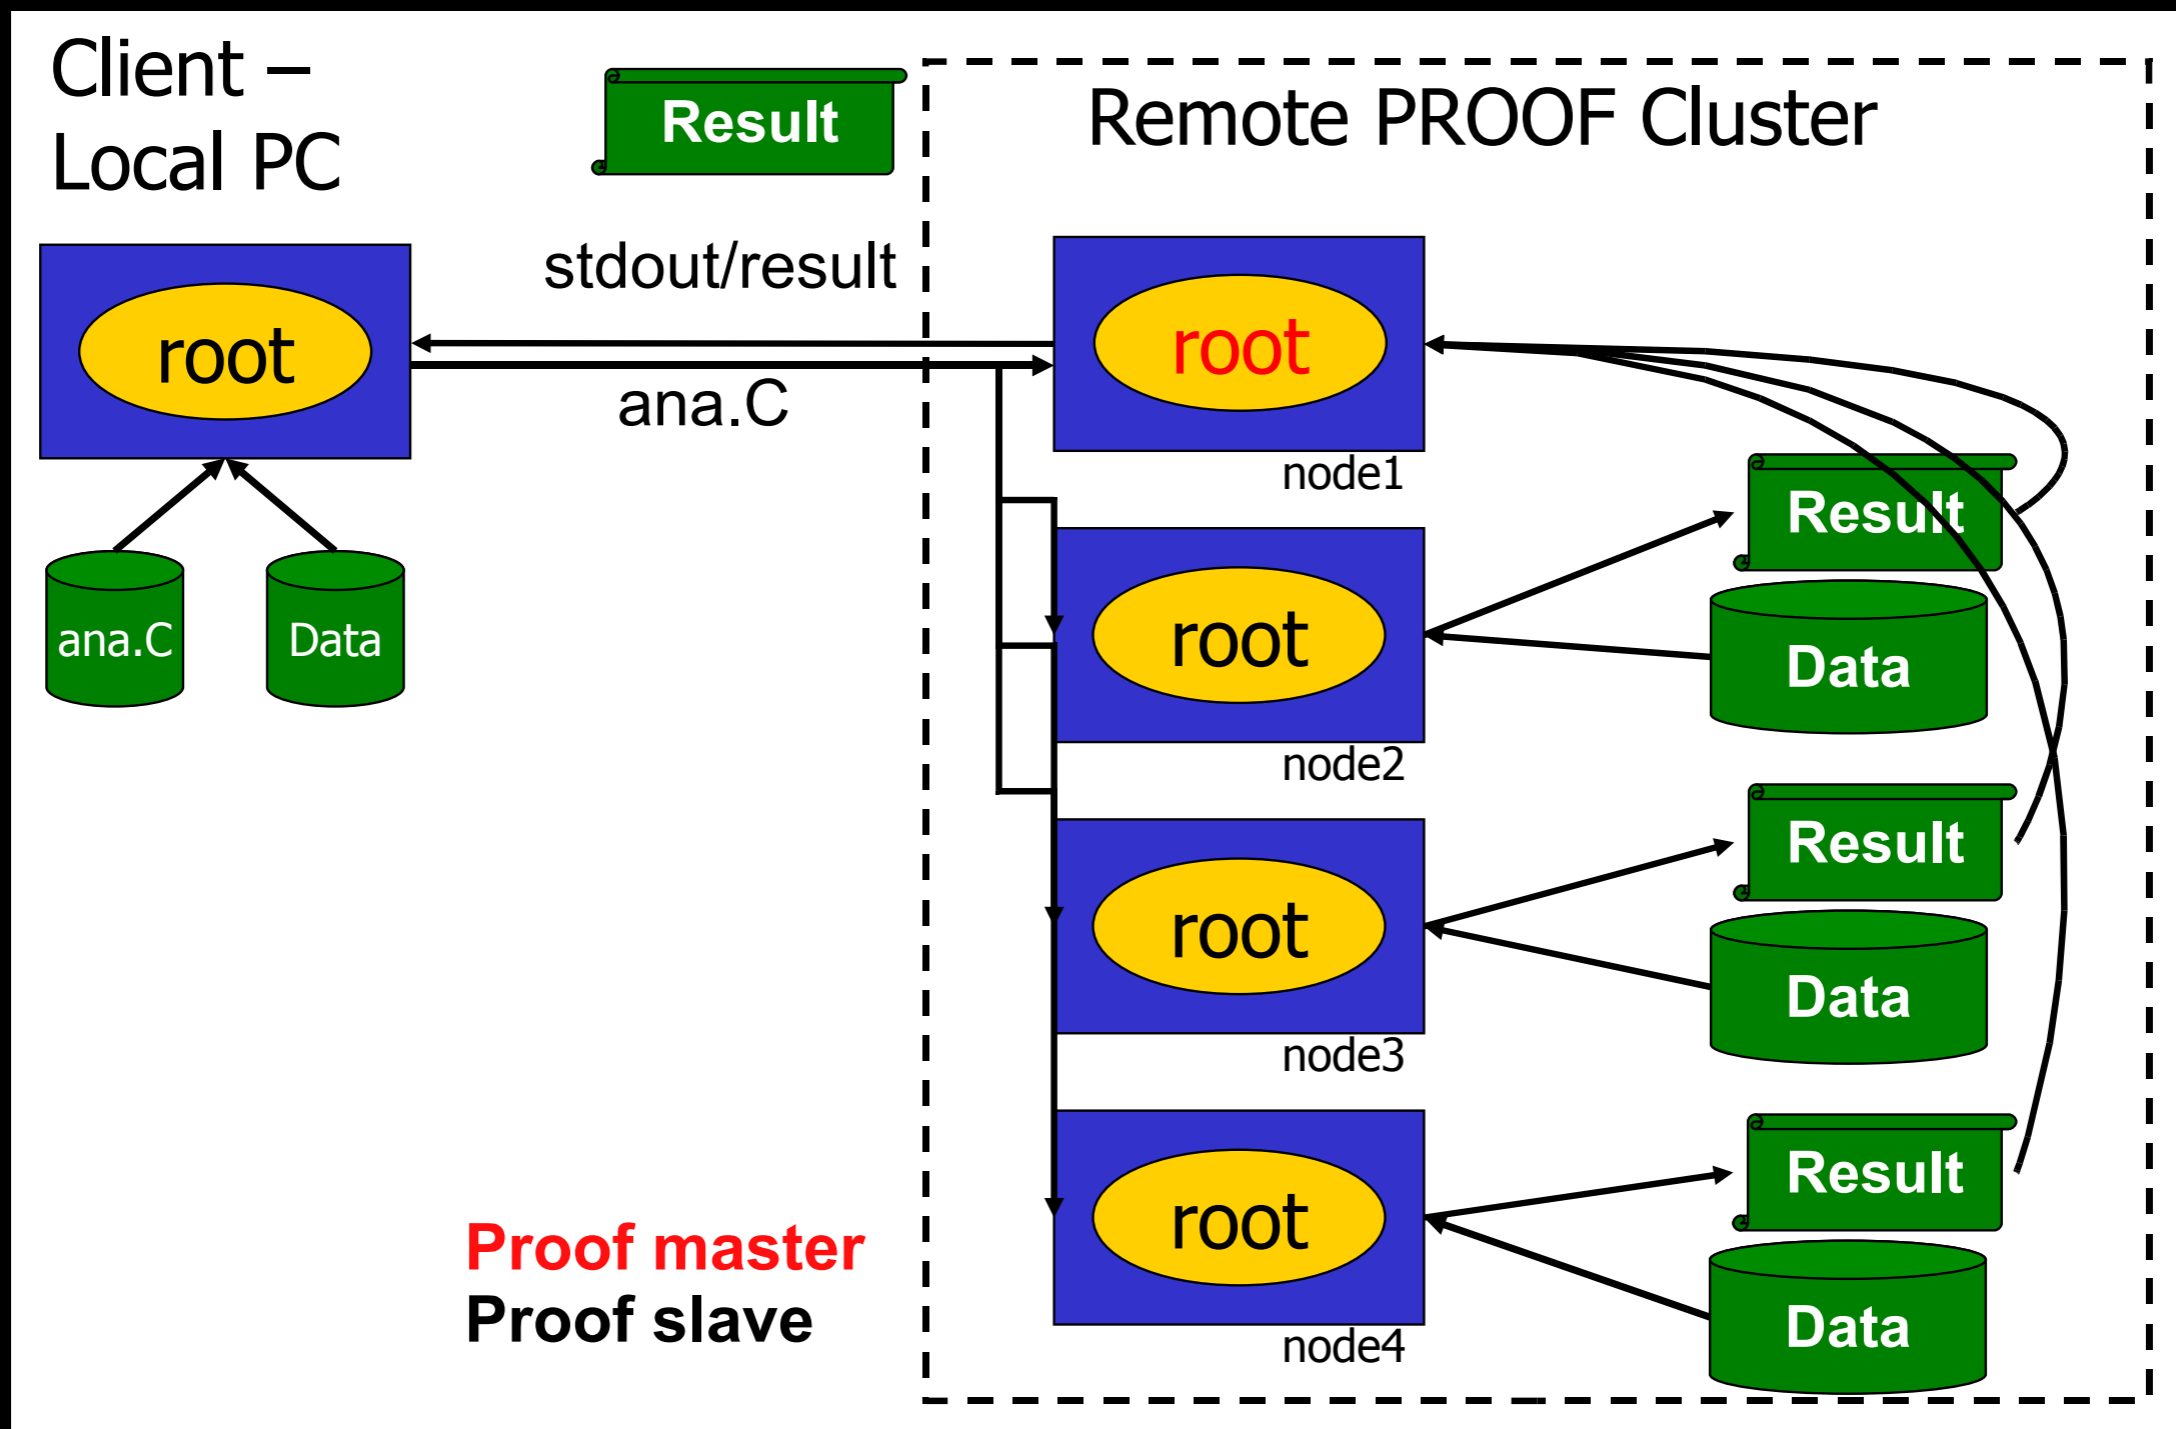 Client –
Local PC
Result
Remote PROOF Cluster
stdout/result
root
root
ana.C
node1
ana.C
Data
Result
root
Data
node2
Result
root
Data
node3
Result
root
Data
node4
Proof master
Proof slave